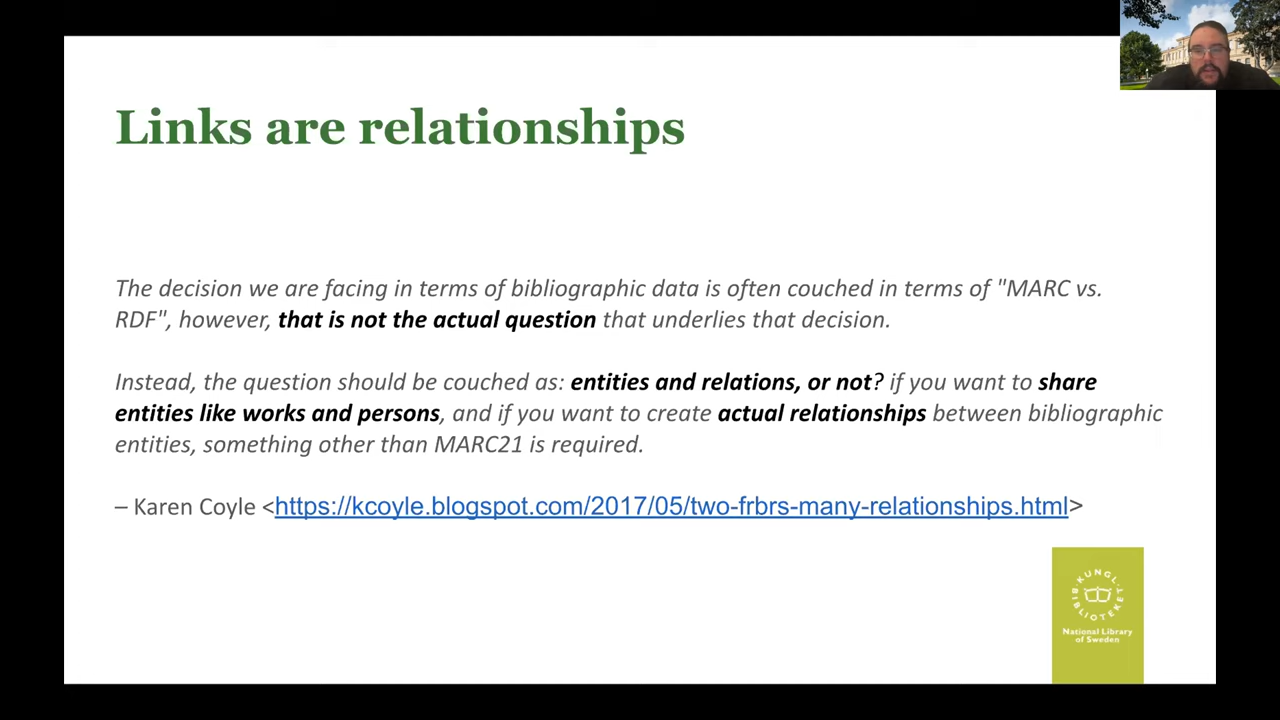 Links are relationships
The decision we are facing in terms of bibliographic data is often couched in terms of "MARC vs.
RDF", however, that is not the actual question that underlies that decision.
Instead, the question should be couched as: entities and relations, or not? if you want to share
entities like works and persons, and if you want to create actual relationships between bibliographic
entities, something other than MARC21 is required.
– Karen Coyle <https://kcoyle.blogspot.com/2017/05/two-frbrs-many-relationships.html>
KUNGL·
BIBLIOTEKET·
National Library
of Sweden